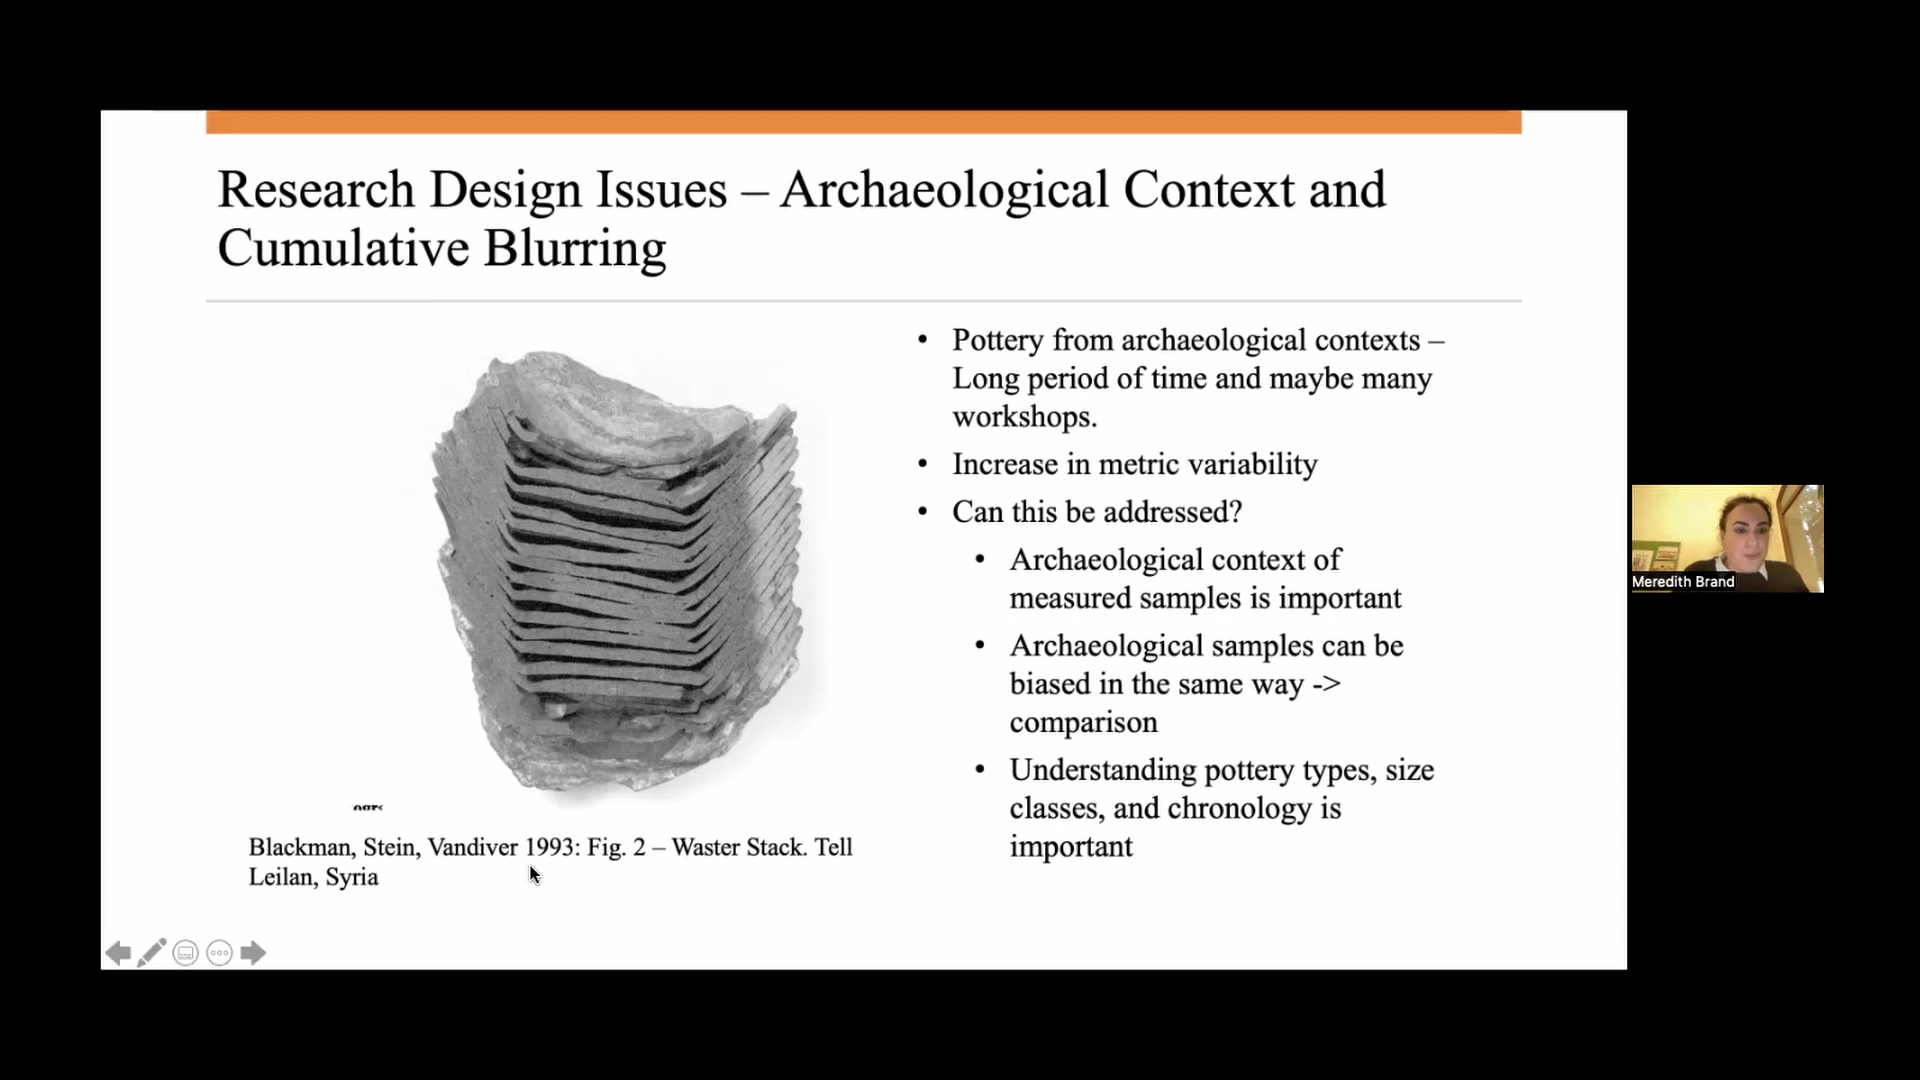 Research Design Issues – Archaeological Context and
Cumulative Blurring
Blackman, Stein, Vandiver 1993: Fig. 2 – Waster Stack. Tell
Leilan, Syria
• Pottery from archaeological contexts –
Long period of time and maybe many
workshops.
• Increase in metric variability
• Can this be addressed?
• Archaeological context of
measured samples is important
• Archaeological samples can be
biased in the same way ->
comparison
• Understanding pottery types, size
classes, and chronology is
important
Meredith Brand